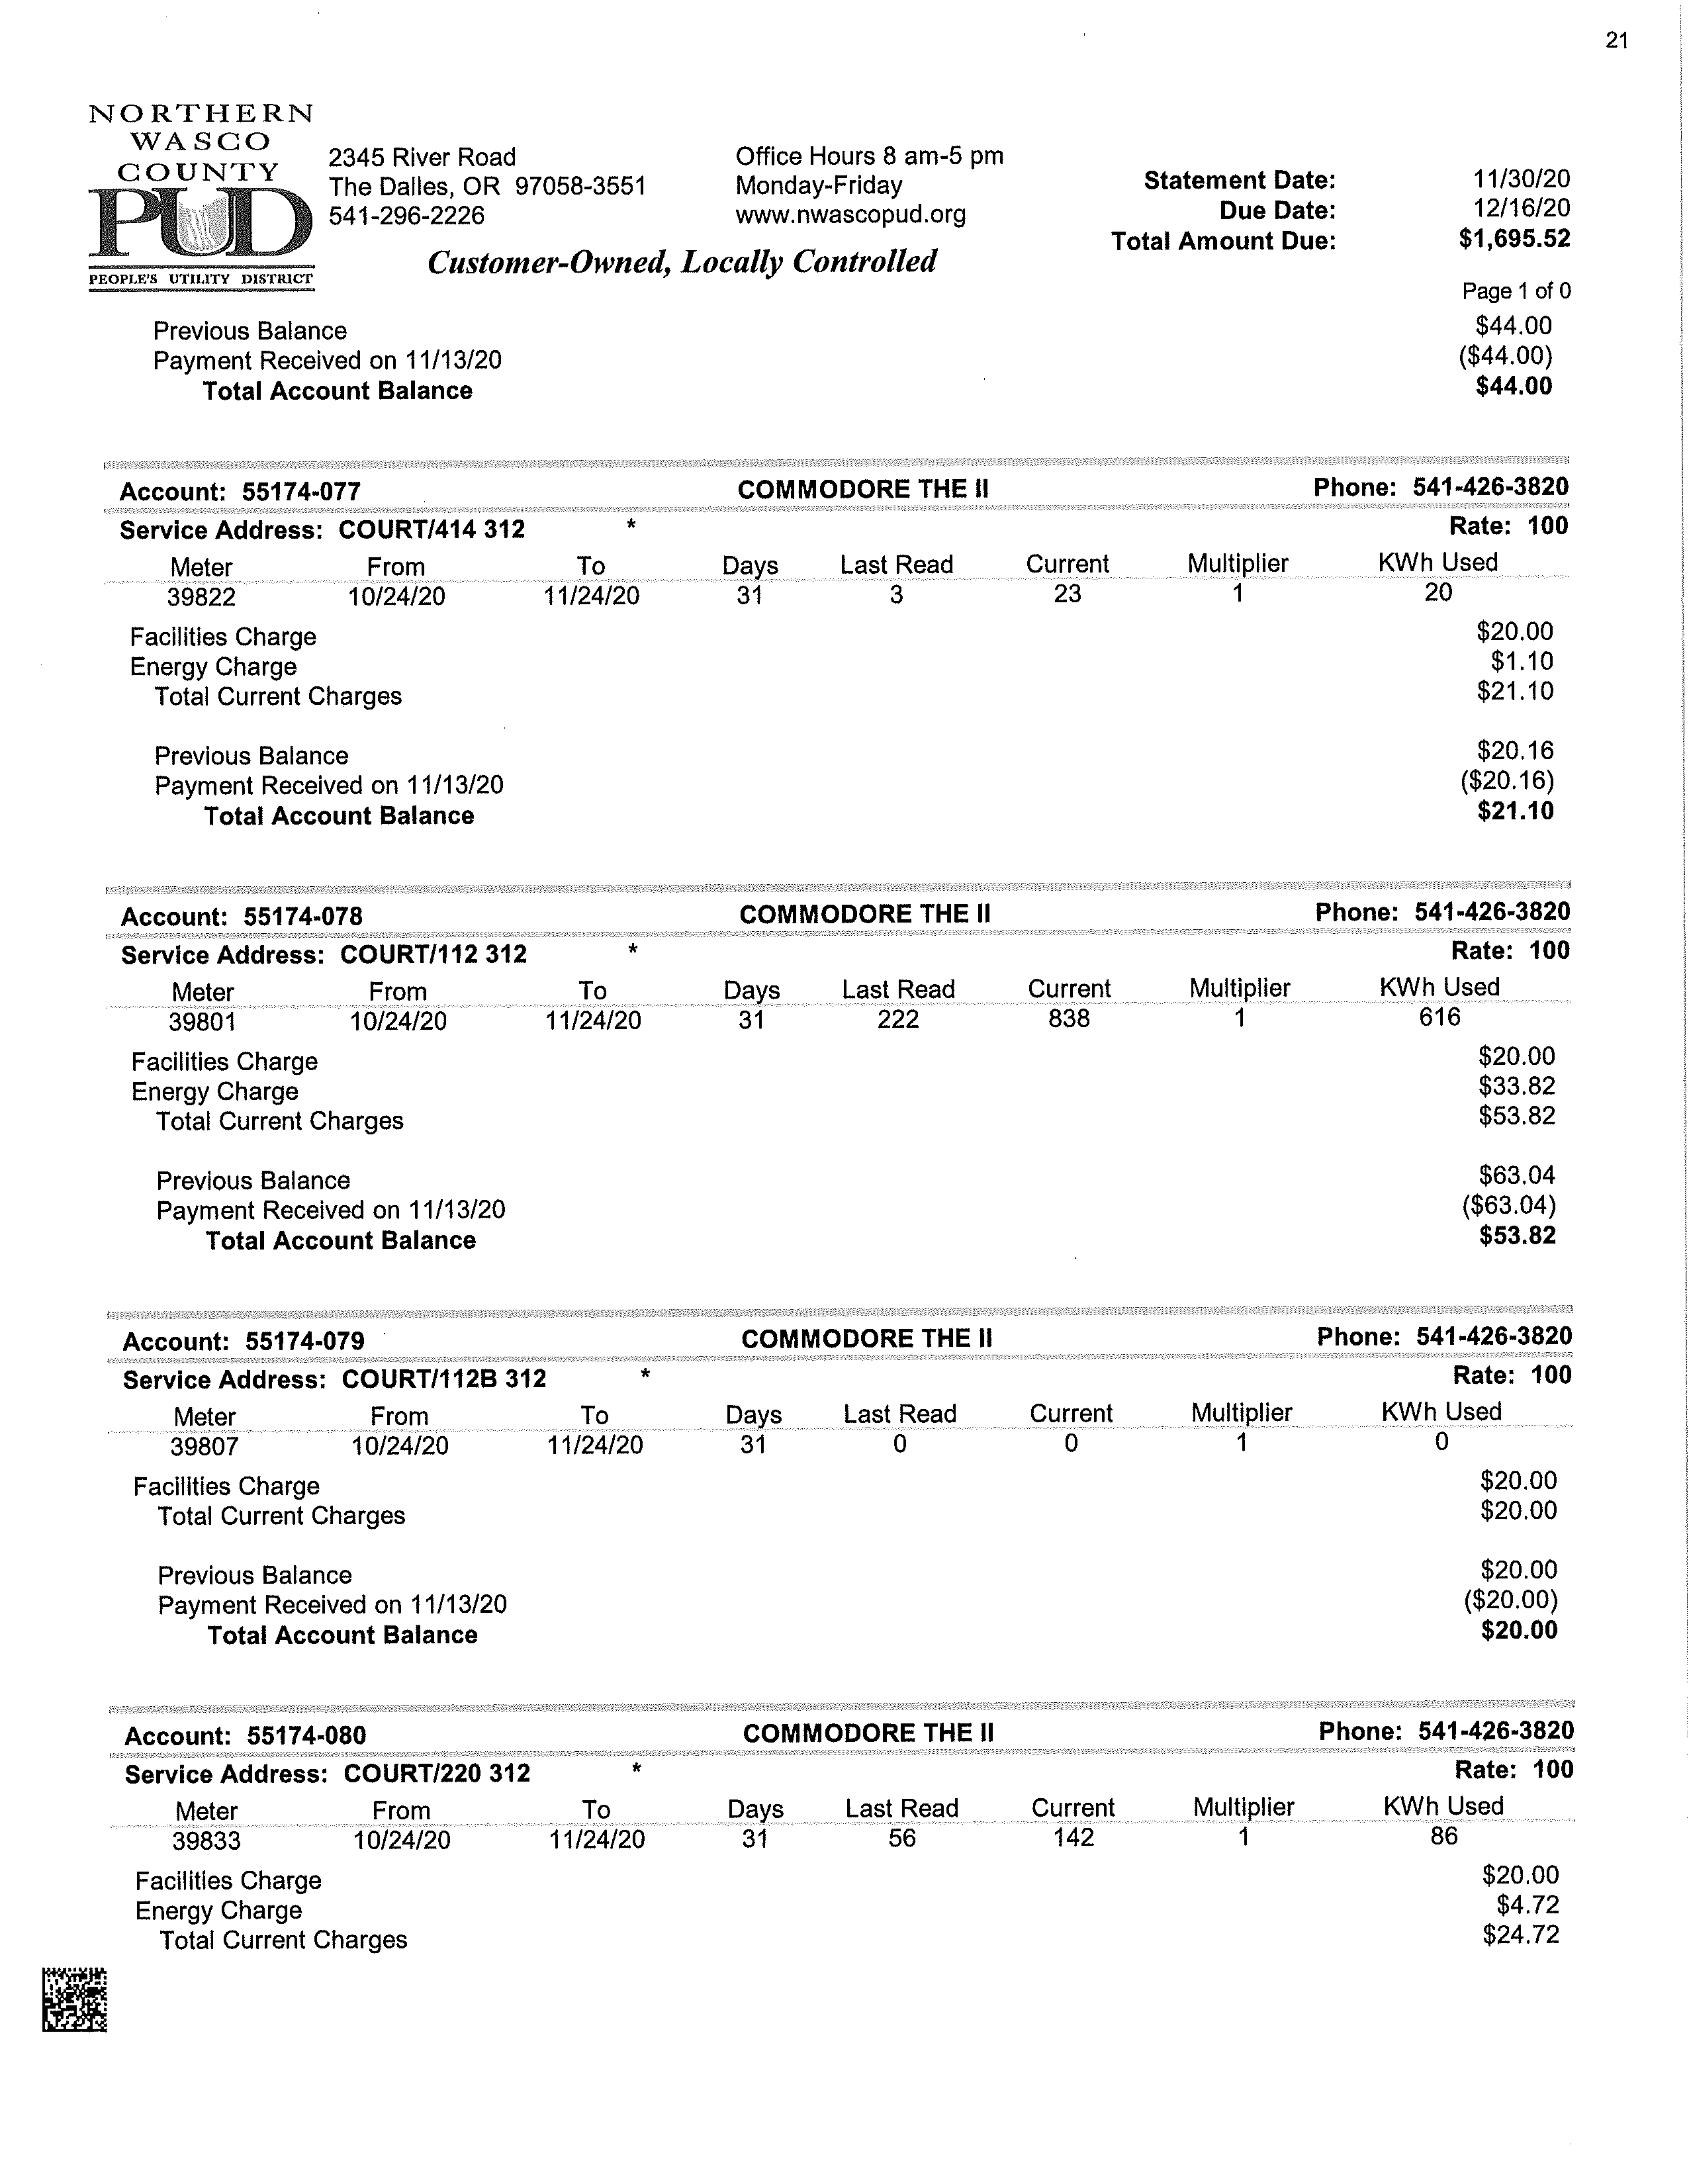 21
NORTHERN
WASCO
COUNTY
PUD
PEOPLE'S UTILITY DISTRICT
2345 River Road
The Dalles, OR 97058-3551
541-296-2226
Office Hours 8 am-5 pm
Monday-Friday
www.nwascopud.org
Customer-Owned, Locally Controlled
Statement Date: 11/30/20
Due Date: 12/16/20
Total Amount Due: $1,695.52
Page 1 of 0
Previous Balance $44.00
Payment Received on 11/13/20 ($44.00)
Total Account Balance $44.00
Account: 55174-077 COMMODORE THE II Phone: 541-426-3820
Service Address: COURT/414 312 * Rate: 100
Meter From To Days Last Read Current Multiplier KWh Used
39822 10/24/20 11/24/20 31 3 23 1 20
Facilities Charge $20.00
Energy Charge $1.10
Total Current Charges $21.10
Previous Balance $20.16
Payment Received on 11/13/20 ($20.16)
Total Account Balance $21.10
Account: 55174-078 COMMODORE THE II Phone: 541-426-3820
Service Address: COURT/112 312 * Rate: 100
Meter From To Days Last Read Current Multiplier KWh Used
39801 10/24/20 11/24/20 31 222 838 1 616
Facilities Charge $20.00
Energy Charge $33.82
Total Current Charges $53.82
Previous Balance $63.04
Payment Received on 11/13/20 ($63.04)
Total Account Balance $53.82
Account: 55174-079 COMMODORE THE II Phone: 541-426-3820
Service Address: COURT/112B 312 * Rate: 100
Meter From To Days Last Read Current Multiplier KWh Used
39807 10/24/20 11/24/20 31 0 0 1 0
Facilities Charge $20.00
Total Current Charges $20.00
Previous Balance $20.00
Payment Received on 11/13/20 ($20.00)
Total Account Balance $20.00
Account: 55174-080 COMMODORE THE II Phone: 541-426-3820
Service Address: COURT/220 312 * Rate: 100
Meter From To Days Last Read Current Multiplier KWh Used
39833 10/24/20 11/24/20 31 56 142 1 86
Facilities Charge $20.00
Energy Charge $4.72
Total Current Charges $24.72